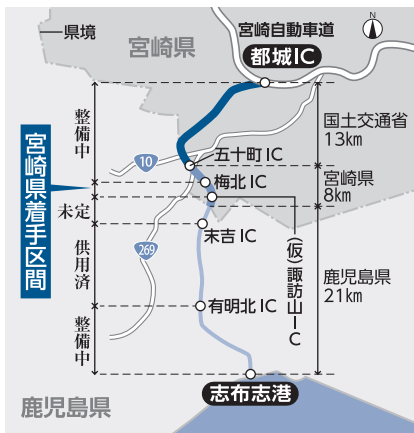 県境
宮崎県
宮崎自動車道
都城IC
N
整備中
10
五十町IC
梅北IC
国土交通省
13km
宮崎県
8km
宮崎県着手区間
未定
末吉IC
供用済
269
(仮)諏訪山IC
有明北IC
鹿児島県
21km
整備中
志布志港
鹿児島県